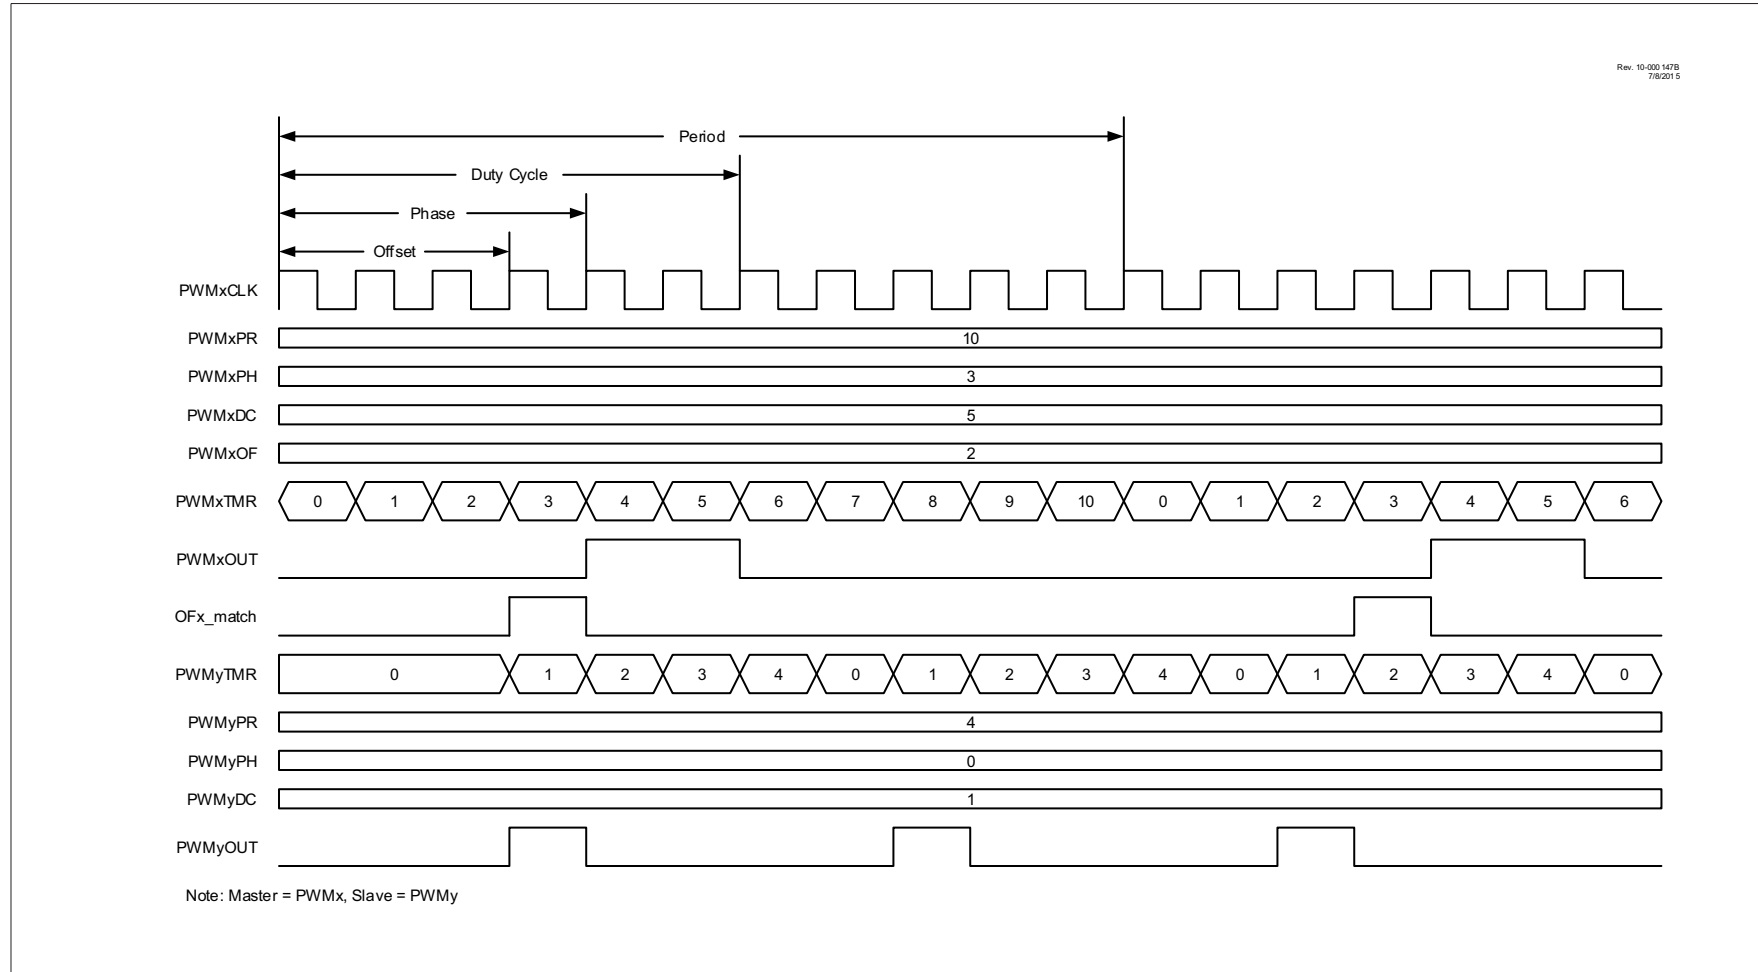 Rev. 10-000 147B
7/8/201 5
Period
Duty Cycle
Phase
Offset
PWMxCLK
PWMxPR 10
PWMxPH 3
PWMxDC 5
PWMxOF 2
PWMxTMR 0 1 2 3 4 5 6 7 8 9 10 0 1 2 3 4 5 6
PWMxOUT
OFx_match
PWMyTMR 0 1 2 3 4 0 1 2 3 4 0 1 2 3 4 0
PWMyPR 4
PWMyPH 0
PWMyDC 1
PWMyOUT
Note: Master = PWMx, Slave = PWMy